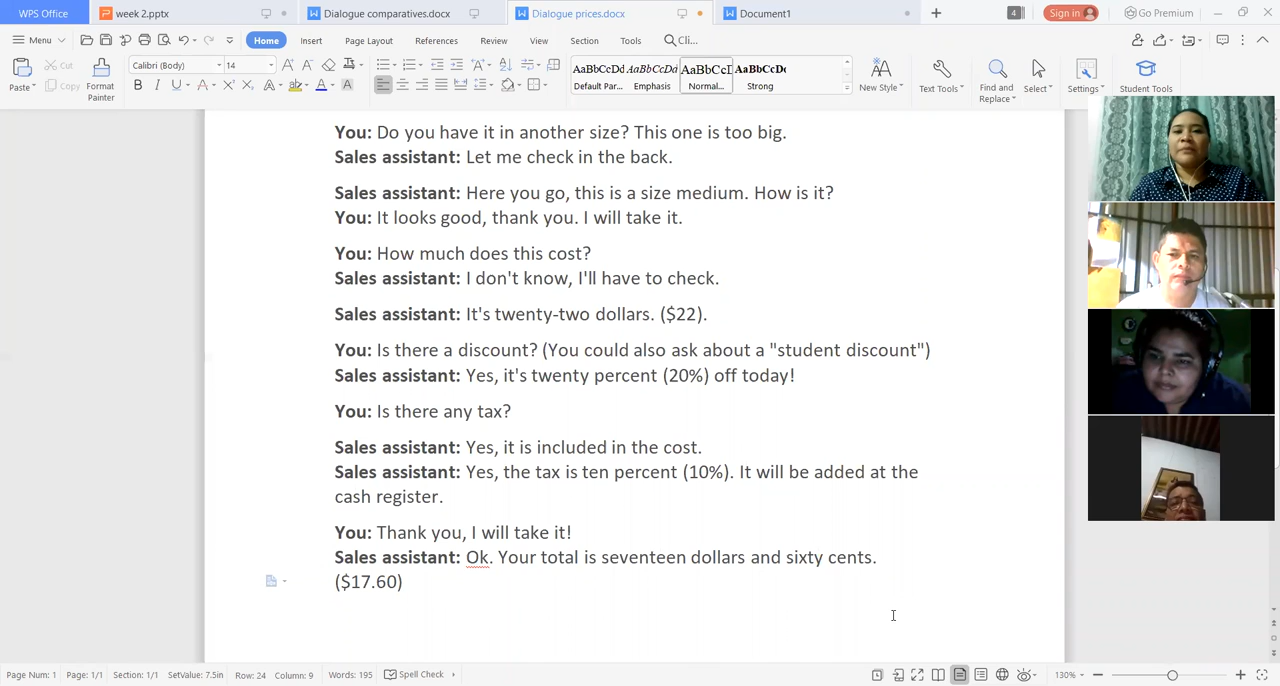 WPS Office
week 2.pptx
Dialogue comparatives.docx
Dialogue prices.docx
Document1
4
Sign in
Go Premium
Menu
Home
Insert
Page Layout
References
Review
View
Section
Tools
Cli...
Paste
Cut
Copy
Format
Painter
Calibri (Body)
14
AaBbCcDd
Default Par...
AaBbCcDd
Emphasis
AaBbCcD
Normal...
AaBbCcDd
Strong
New Style
Text Tools
Find and
Replace
Select
Settings
Student Tools
You: Do you have it in another size? This one is too big.
Sales assistant: Let me check in the back.
Sales assistant: Here you go, this is a size medium. How is it?
You: It looks good, thank you. I will take it.
You: How much does this cost?
Sales assistant: I don't know, I'll have to check.
Sales assistant: It's twenty-two dollars. ($22).
You: Is there a discount? (You could also ask about a "student discount")
Sales assistant: Yes, it's twenty percent (20%) off today!
You: Is there any tax?
Sales assistant: Yes, it is included in the cost.
Sales assistant: Yes, the tax is ten percent (10%). It will be added at the
cash register.
You: Thank you, I will take it!
Sales assistant: Ok. Your total is seventeen dollars and sixty cents.
($17.60)
Page Num: 1 Page: 1/1 Section: 1/1 SetValue: 7.5in Row: 24 Column: 9 Words: 195 Spell Check 130%